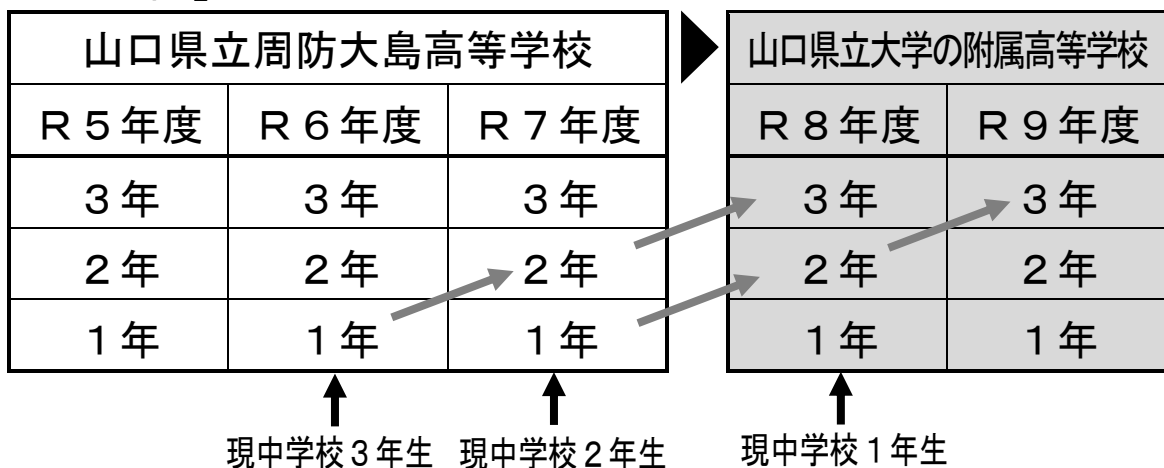 山口県立周防大島高等学校 山口県立大学の附属高等学校
R5年度 R6年度 R7年度 R8年度 R9年度
3年 3年 3年 3年 3年
2年 2年 2年 2年 2年
1年 1年 1年 1年 1年
現中学校3年生 現中学校2年生 現中学校1年生